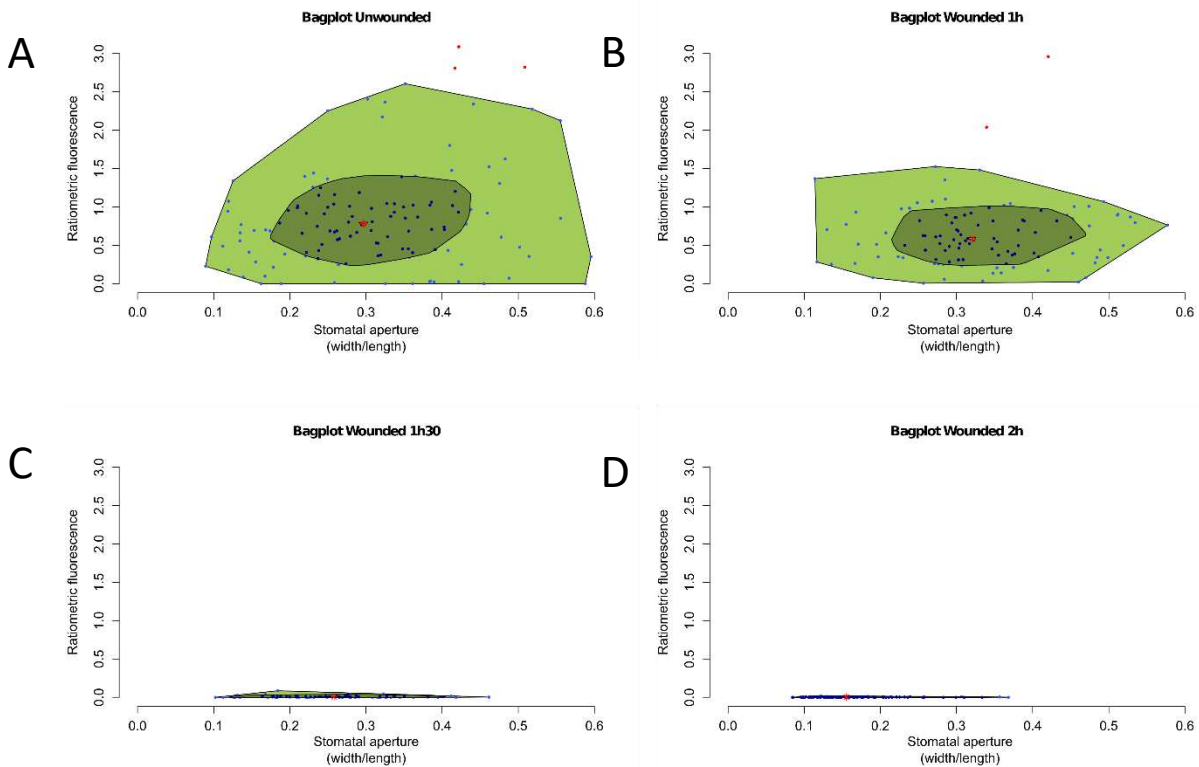 A
Bagplot Unwounded
Ratiometric fluorescence
3.0
2.5
2.0
1.5
1.0
0.5
0.0
0.0 0.1 0.2 0.3 0.4 0.5 0.6
Stomatal aperture
(width/length)
B
Bagplot Wounded 1h
Ratiometric fluorescence
3.0
2.5
2.0
1.5
1.0
0.5
0.0
0.0 0.1 0.2 0.3 0.4 0.5 0.6
Stomatal aperture
(width/length)
C
Bagplot Wounded 1h30
Ratiometric fluorescence
3.0
2.5
2.0
1.5
1.0
0.5
0.0
0.0 0.1 0.2 0.3 0.4 0.5 0.6
Stomatal aperture
(width/length)
D
Bagplot Wounded 2h
Ratiometric fluorescence
3.0
2.5
2.0
1.5
1.0
0.5
0.0
0.0 0.1 0.2 0.3 0.4 0.5 0.6
Stomatal aperture
(width/length)